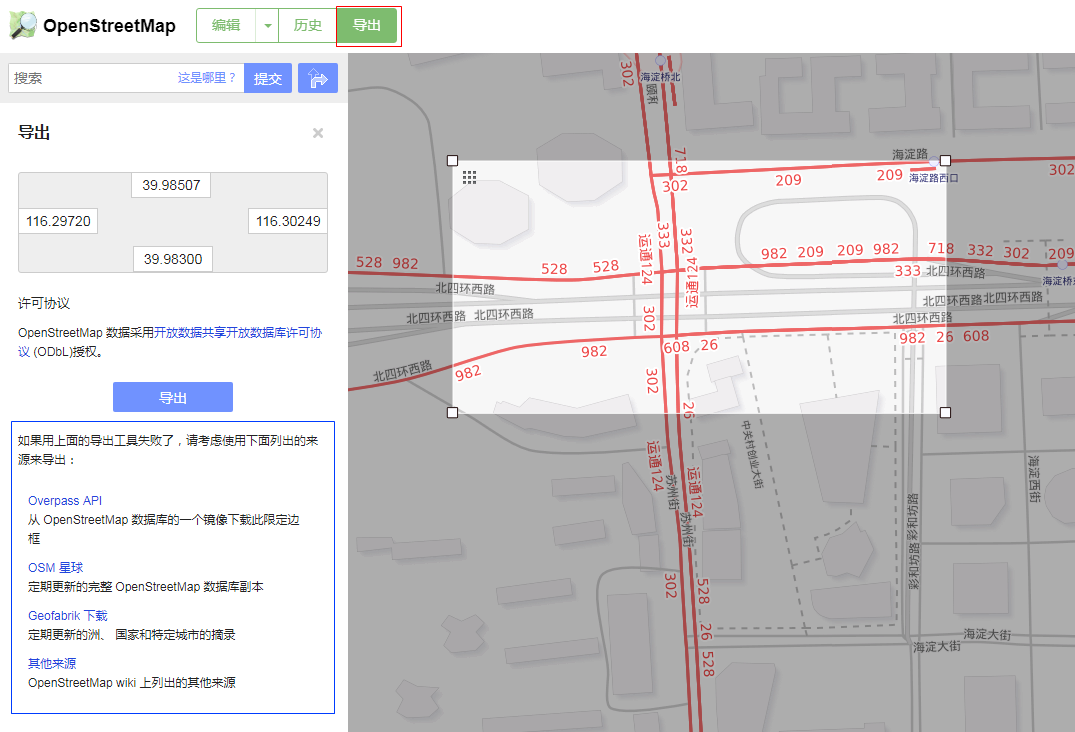 OpenStreetMap
编辑
历史
导出
搜索
这是哪里？
提交
导出
×
39.98507
116.29720
116.30249
39.98300
许可协议
OpenStreetMap 数据采用开放数据共享开放数据库许可协
议 (ODbL)授权。
导出
如果用上面的导出工具失败了，请考虑使用下面列出的来
源来导出：
Overpass API
从 OpenStreetMap 数据库的一个镜像下载此限定边
框
OSM 星球
定期更新的完整 OpenStreetMap 数据库副本
Geofabrik 下载
定期更新的洲、 国家和特定城市的摘录
其他来源
OpenStreetMap wiki 上列出的其他来源
302
海淀桥北
颐和
718
海淀路
302
209
209
海淀路西口
302
333
332
运通124
运通124
528
982
528
528
982
209
209
982
718
332
302
209
333
北四环西路
海淀桥
北四环西路
北四环西路
北四环西路
北四环西路
北四环西路
北四环西路
302
982
608
26
982
26
608
北四环西路
982
302
26
中关村创业大街
运通124
运通124
苏州街
苏州街
海淀西街
彩和坊路
彩和坊路
302
528
26
528
海淀大街
海淀大街